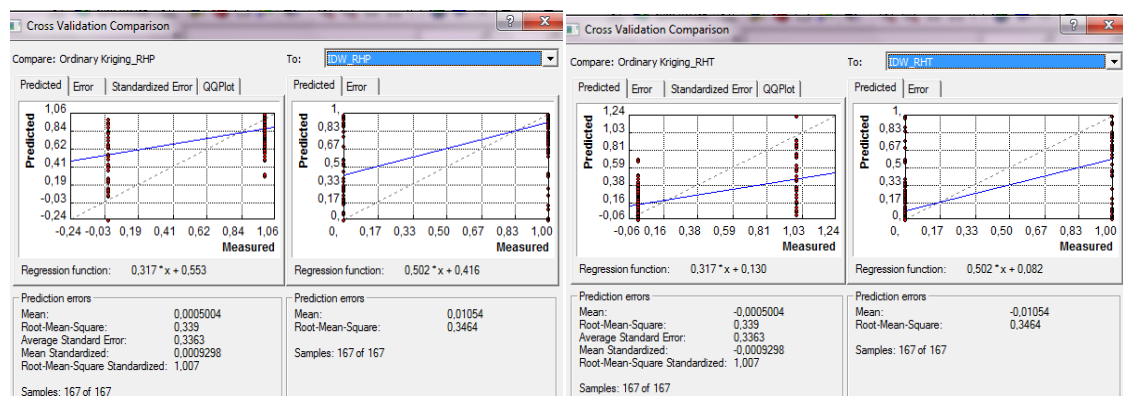 Cross Validation Comparison
?
X
Compare: Ordinary Kriging_RHP
To:
IDW_RHP
Predicted
Error
Standardized Error
QQPlot
Predicted
1,06
0,84
0,62
0,41
0,19
-0,03
-0,24
-0,24 -0,03 0,19 0,41 0,62 0,84 1,06
Measured
Regression function: 0,317 * x + 0,553
Predicted
Error
Predicted
1,
0,83
0,67
0,5
0,33
0,17
0,
0, 0,17 0,33 0,50 0,67 0,83 1,00
Measured
Regression function: 0,502 * x + 0,416
Prediction errors
Mean: 0,0005004
Root-Mean-Square: 0,339
Average Standard Error: 0,3363
Mean Standardized: 0,0009298
Root-Mean-Square Standardized: 1,007
Samples: 167 of 167
Prediction errors
Mean: 0,01054
Root-Mean-Square: 0,3464
Samples: 167 of 167
Cross Validation Comparison
?
X
Compare: Ordinary Kriging_RHT
To:
IDW_RHT
Predicted
Error
Standardized Error
QQPlot
Predicted
1,24
1,03
0,81
0,59
0,38
0,16
-0,06
-0,06 0,16 0,38 0,59 0,81 1,03 1,24
Measured
Regression function: 0,317 * x + 0,130
Predicted
Error
Predicted
1,
0,83
0,67
0,5
0,33
0,17
0,
0, 0,17 0,33 0,50 0,67 0,83 1,00
Measured
Regression function: 0,502 * x + 0,082
Prediction errors
Mean: -0,0005004
Root-Mean-Square: 0,339
Average Standard Error: 0,3363
Mean Standardized: -0,0009298
Root-Mean-Square Standardized: 1,007
Samples: 167 of 167
Prediction errors
Mean: -0,01054
Root-Mean-Square: 0,3464
Samples: 167 of 167